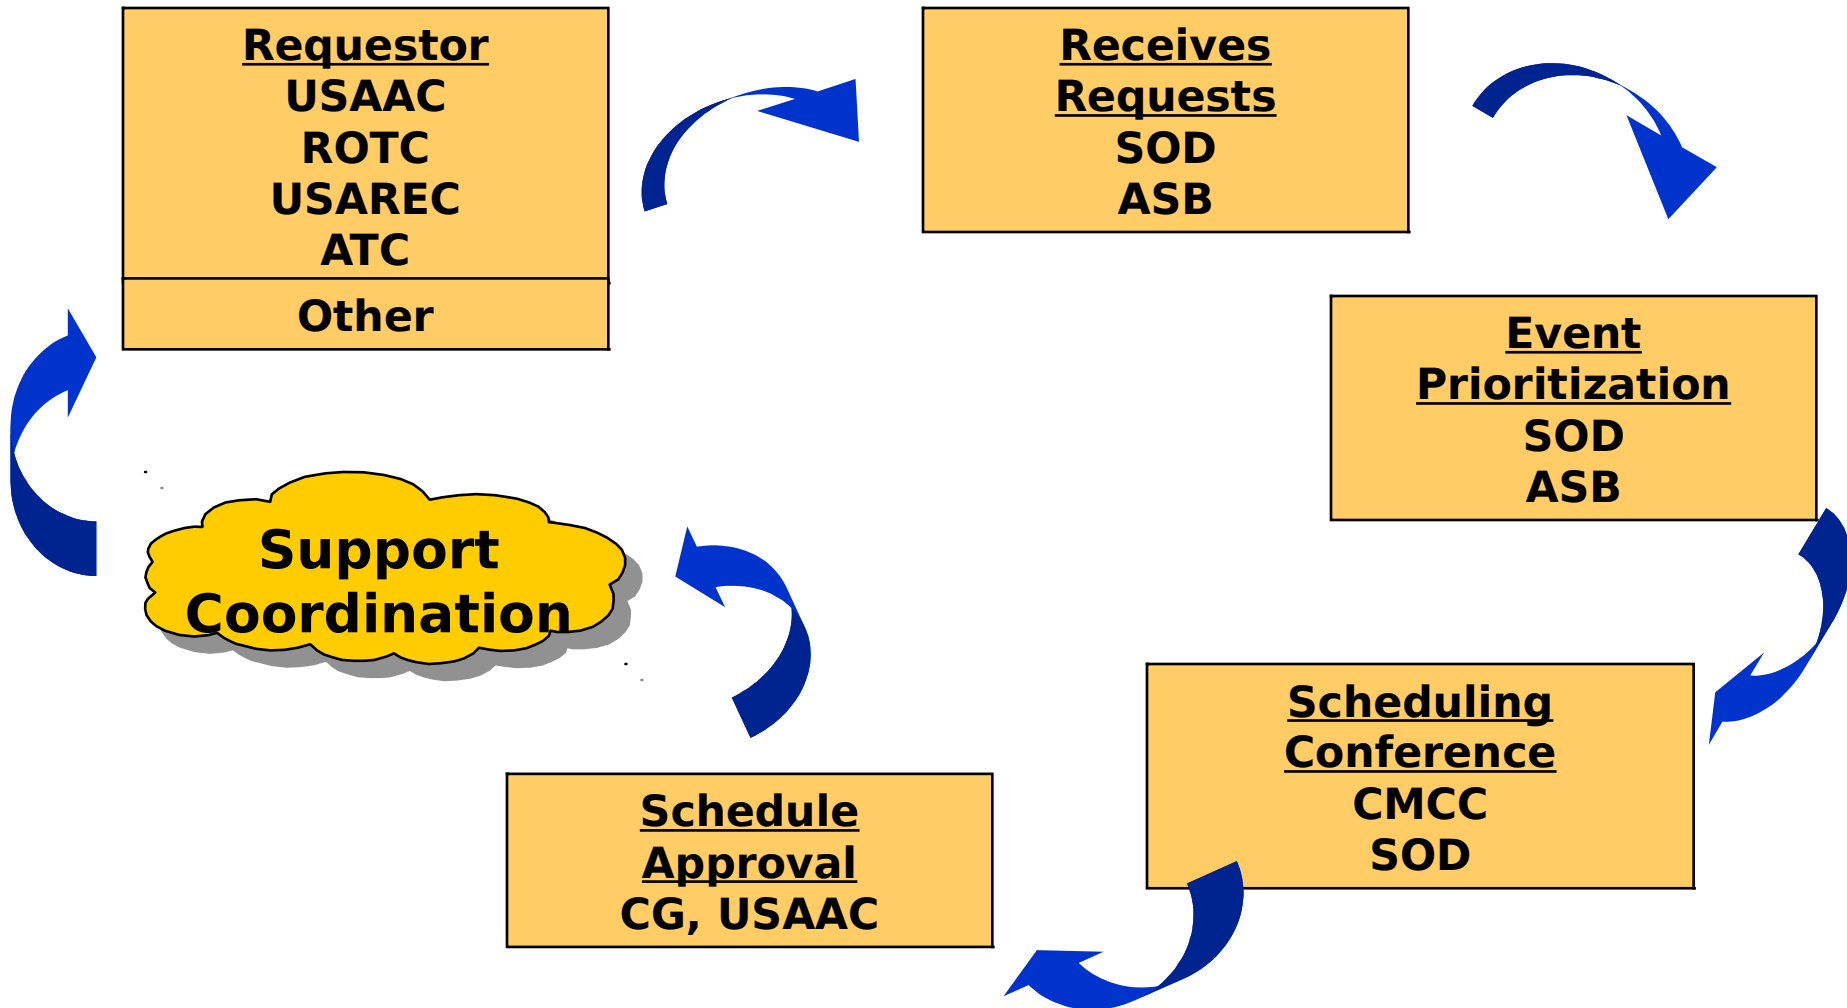 Requestor
USAAC
ROTC
USAREC
ATC
Other
Receives
Requests
SOD
ASB
Event
Prioritization
SOD
ASB
Scheduling
Conference
CMCC
SOD
Schedule
Approval
CG, USAAC
Support
Coordination